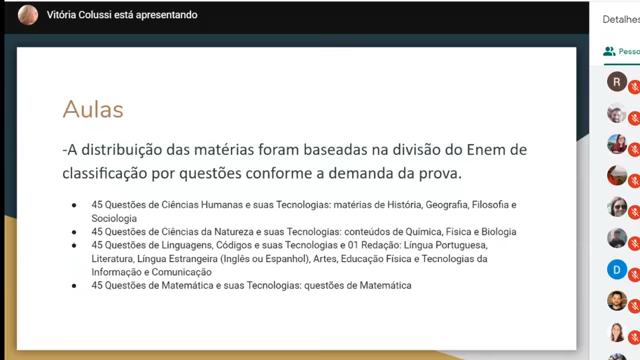 Vitória Colussi está apresentando
Detalhes
Pesso
Aulas
-A distribuição das matérias foram baseadas na divisão do Enem de
classificação por questões conforme a demanda da prova.
● 45 Questões de Ciências Humanas e suas Tecnologias: matérias de História, Geografia, Filosofia e
Sociologia
● 45 Questões de Ciências da Natureza e suas Tecnologias: conteúdos de Química, Física e Biologia
● 45 Questões de Linguagens, Códigos e suas Tecnologias e 01 Redação: Língua Portuguesa,
Literatura, Língua Estrangeira (Inglês ou Espanhol), Artes, Educação Física e Tecnologias da
Informação e Comunicação
● 45 Questões de Matemática e suas Tecnologias: questões de Matemática
R
D